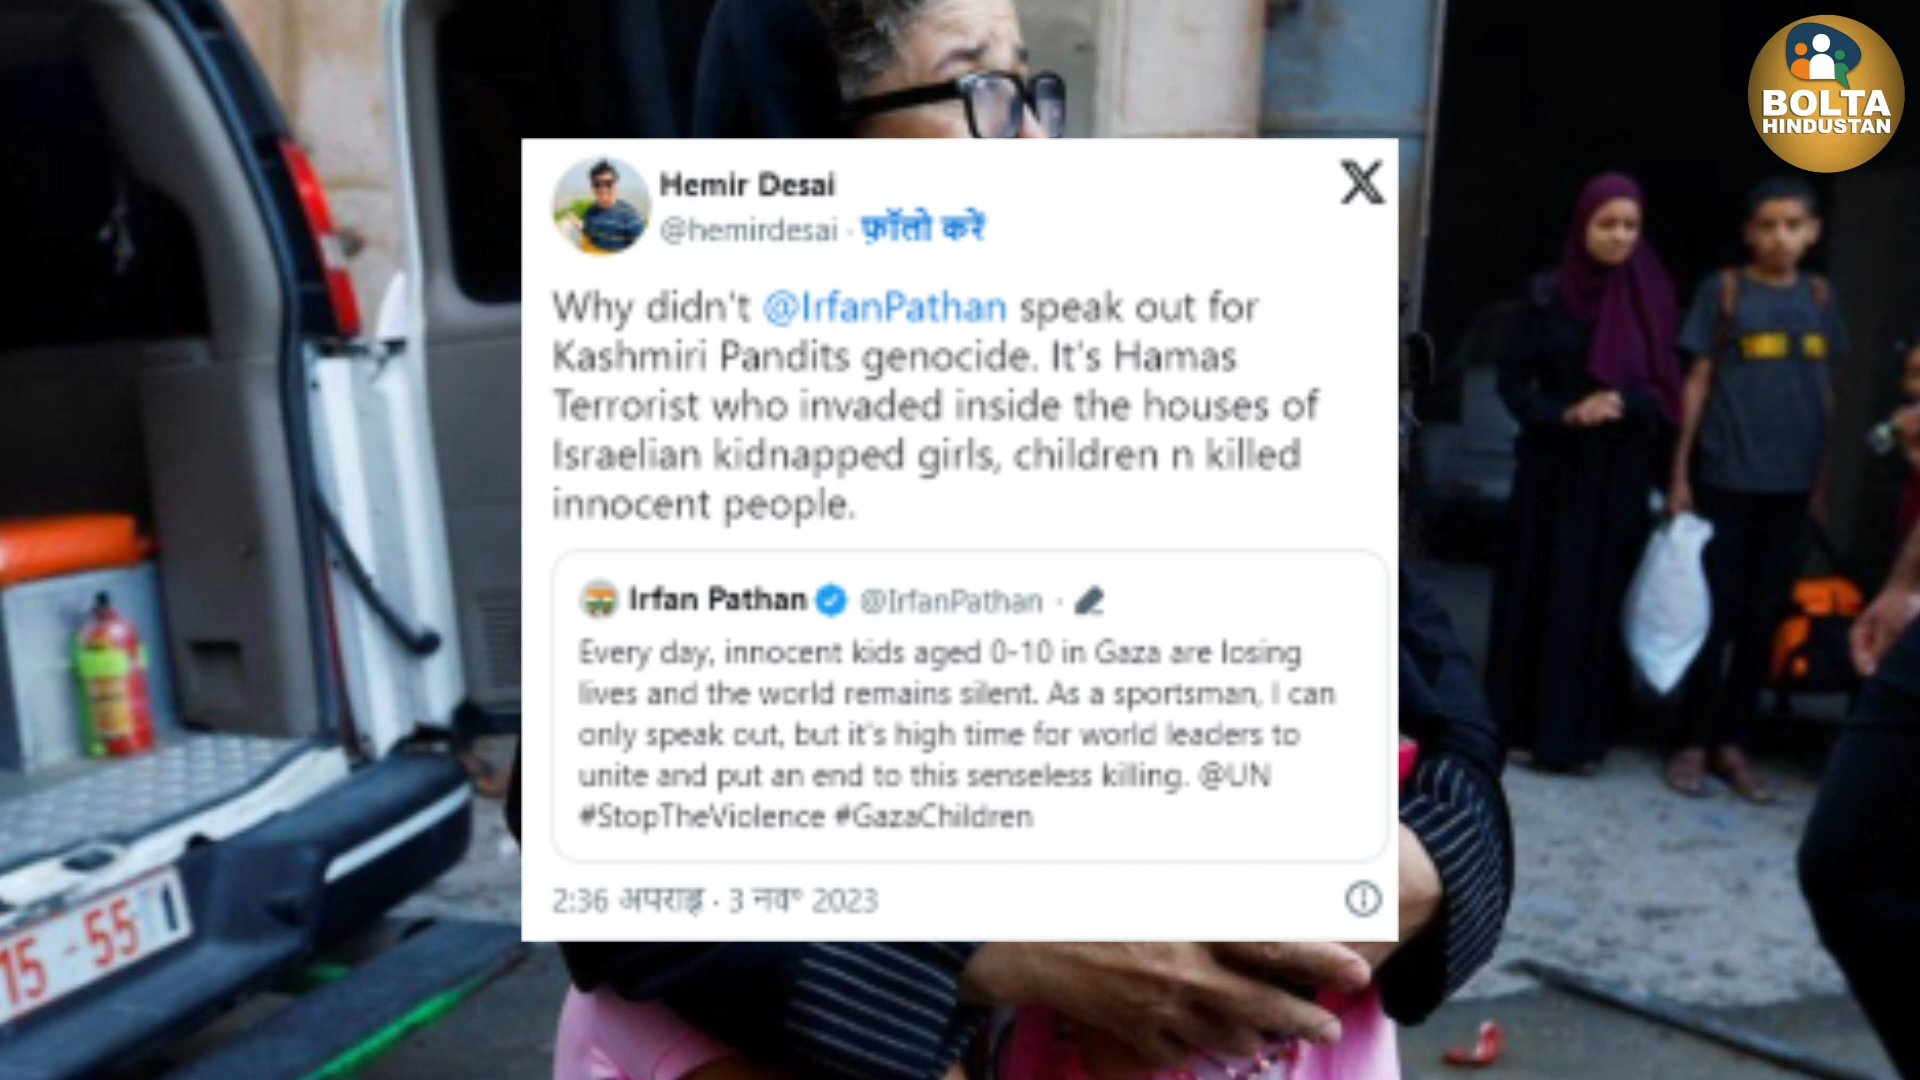 BOLTA
HINDUSTAN
Hemir Desai
@hemirdesai · फ़ॉलो करें
Why didn't @IrfanPathan speak out for
Kashmiri Pandits genocide. It's Hamas
Terrorist who invaded inside the houses of
Israelian kidnapped girls, children n killed
innocent people.
Irfan Pathan @IrfanPathan ·
Every day, innocent kids aged 0-10 in Gaza are losing
lives and the world remains silent. As a sportsman, I can
only speak out, but it's high time for world leaders to
unite and put an end to this senseless killing. @UN
#StopTheViolence #GazaChildren
2:36 अपराह्न · 3 नव॰ 2023
15-55